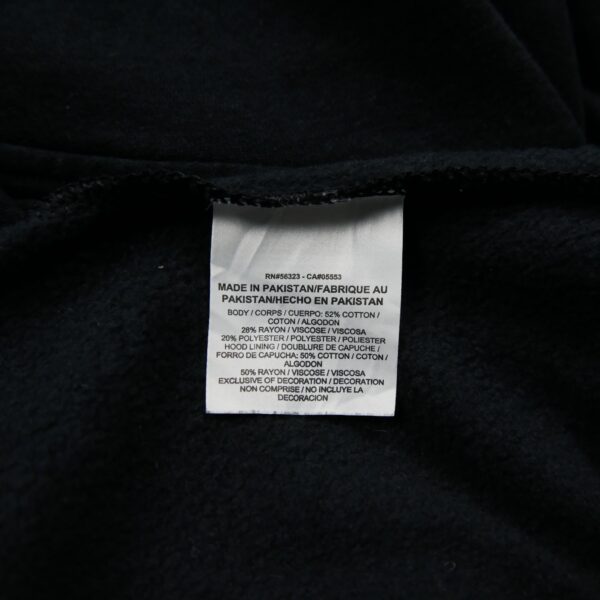 RN#56323 - CA#05553
MADE IN PAKISTAN/FABRIQUE AU
PAKISTAN/HECHO EN PAKISTAN
BODY / CORPS / CUERPO: 52% COTTON /
COTON / ALGODON
28% RAYON / VISCOSE / VISCOSA
20% POLYESTER / POLYESTER / POLIESTER
HOOD LINING / DOUBLURE DE CAPUCHE /
FORRO DE CAPUCHA: 50% COTTON / COTON /
ALGODON
50% RAYON / VISCOSE / VISCOSA
EXCLUSIVE OF DECORATION / DECORATION
NON COMPRISE / NO INCLUYE LA
DECORACION